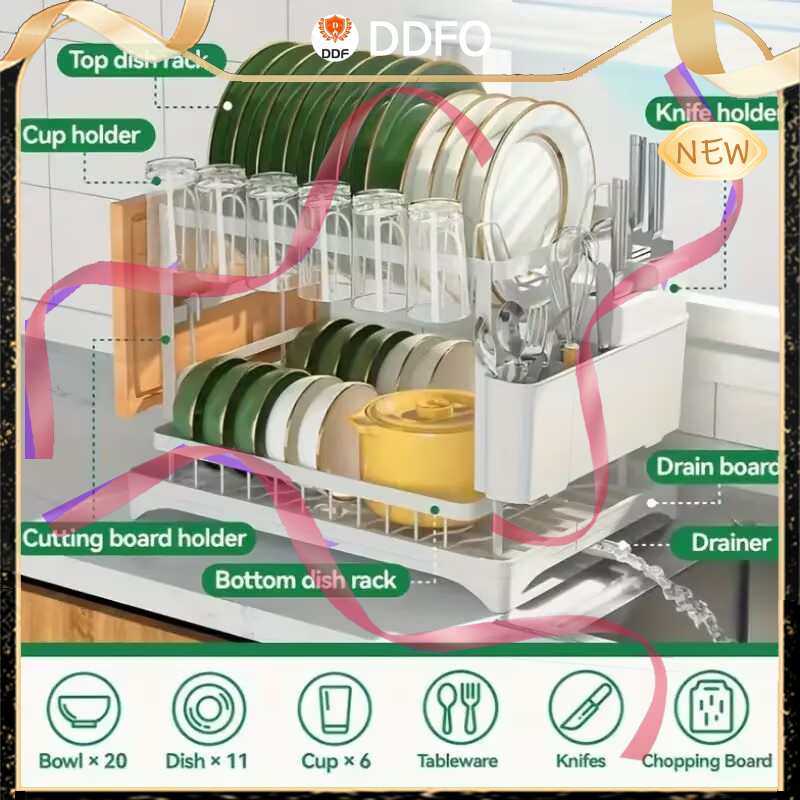 DDF
DDFO
Top dish rack
Cup holder
Knife holder
NEW
Cutting board holder
Drain board
Drainer
Bottom dish rack
Bowl × 20
Dish × 11
Cup × 6
Tableware
Knifes
Chopping Board